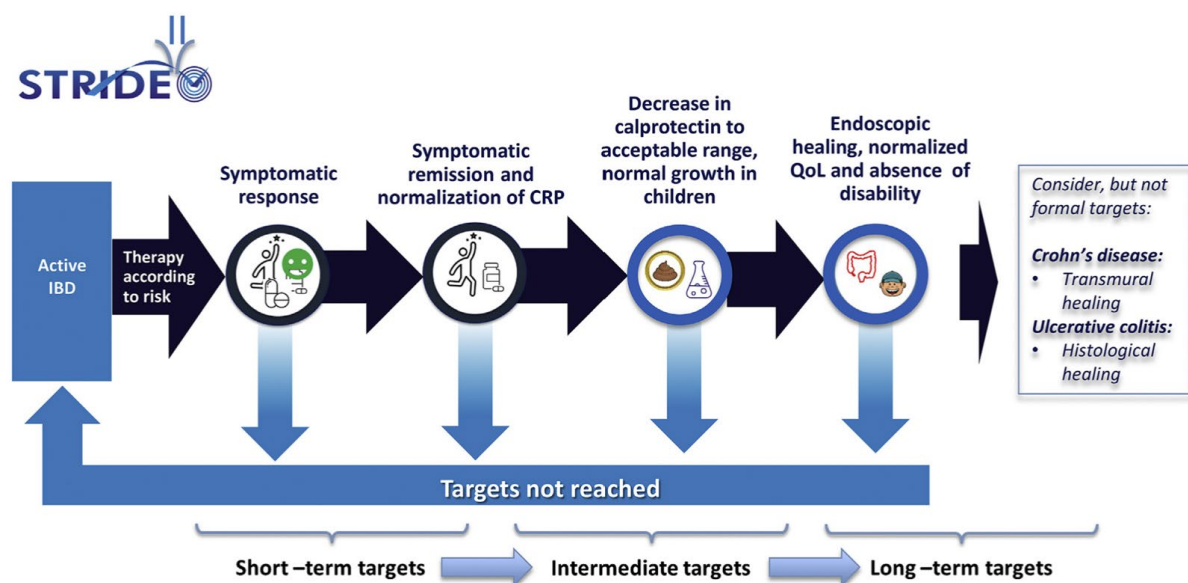 II
STRIDE
Symptomatic
response
Symptomatic
remission and
normalization of CRP
Decrease in
calprotectin to
acceptable range,
normal growth in
children
Endoscopic
healing, normalized
QoL and absence of
disability
Consider, but not
formal targets:
Crohn's disease:
• Transmural
healing
Ulcerative colitis:
• Histological
healing
Active
IBD
Therapy
according
to risk
Targets not reached
Short –term targets
Intermediate targets
Long –term targets